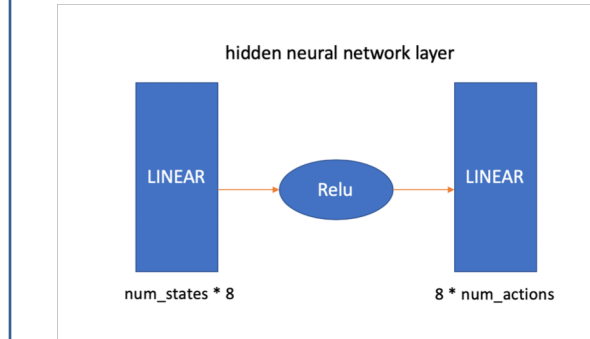 hidden neural network layer
LINEAR
Relu
LINEAR
num_states * 8
8 * num_actions